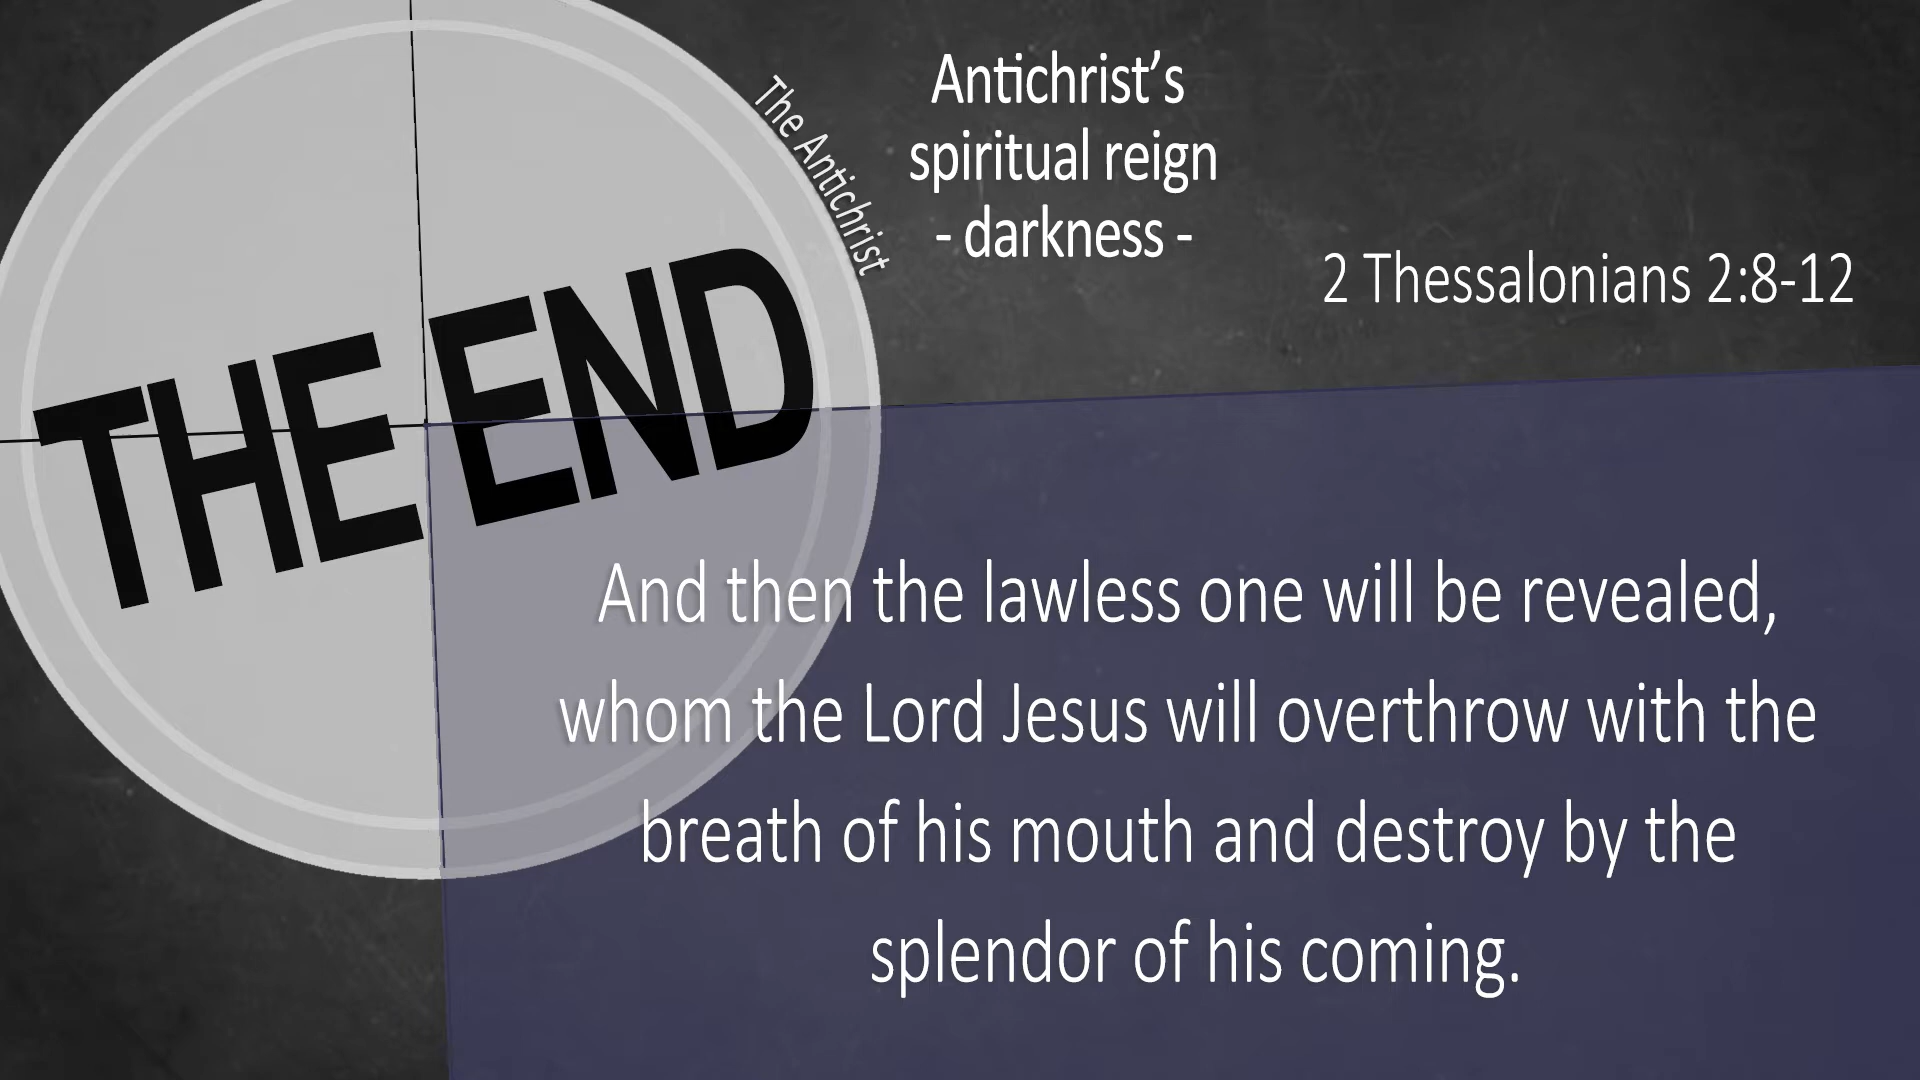 THE END
The Antichrist
Antichrist’s
spiritual reign
- darkness -
2 Thessalonians 2:8-12
And then the lawless one will be revealed,
whom the Lord Jesus will overthrow with the
breath of his mouth and destroy by the
splendor of his coming.